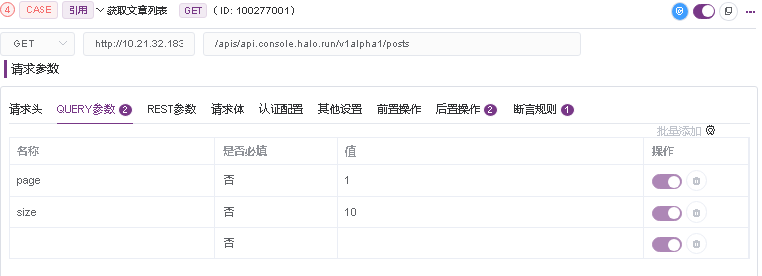 4 CASE 引用 获取文章列表 GET ( ID: 100277001)
GET http://10.21.32.183 /apis/api.console.halo.run/v1alpha1/posts
请求参数
请求头 QUERY参数 2 REST参数 请求体 认证配置 其他设置 前置操作 后置操作 2 断言规则 1
批量添加
名称 是否必填 值 操作
page 否 1
size 否 10
否